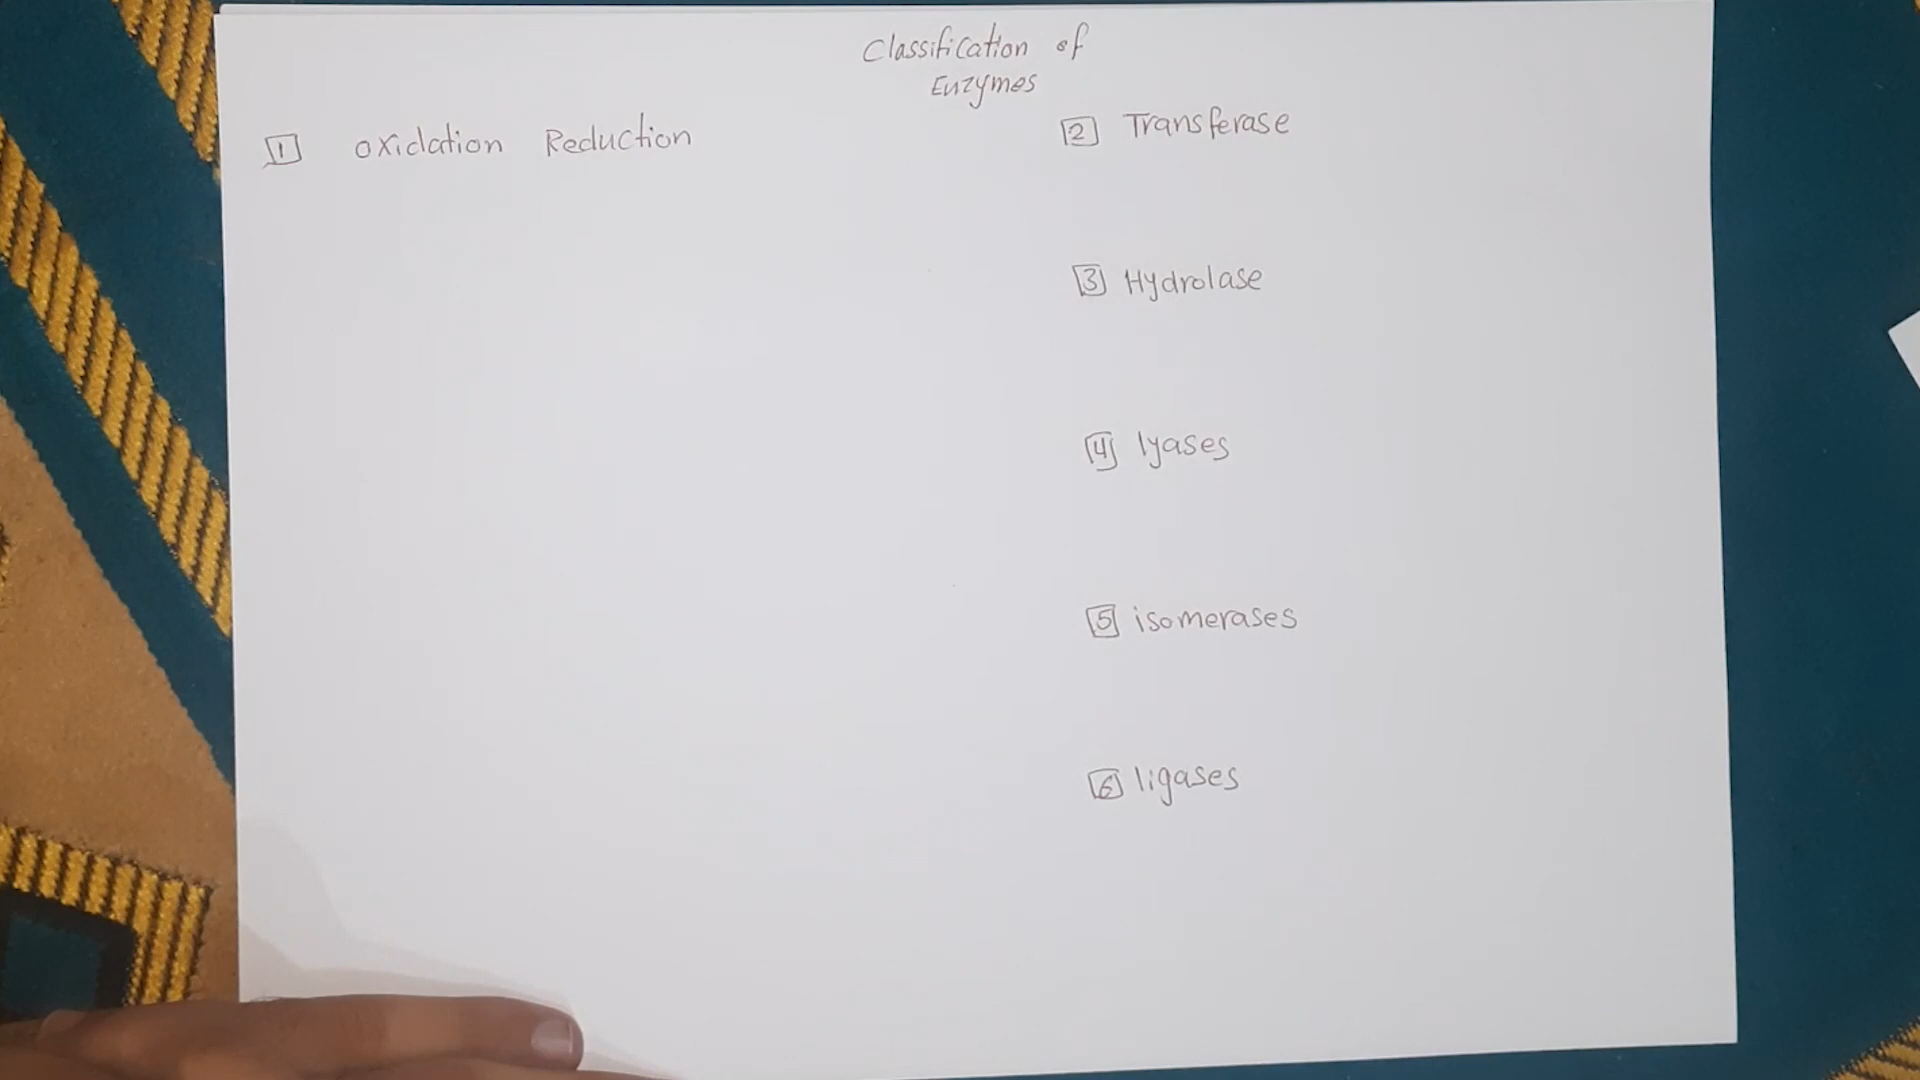 Classification of
Enzymes
1 oxidation Reduction
2 Transferase
3 Hydrolase
4 lyases
5 isomerases
6 ligases